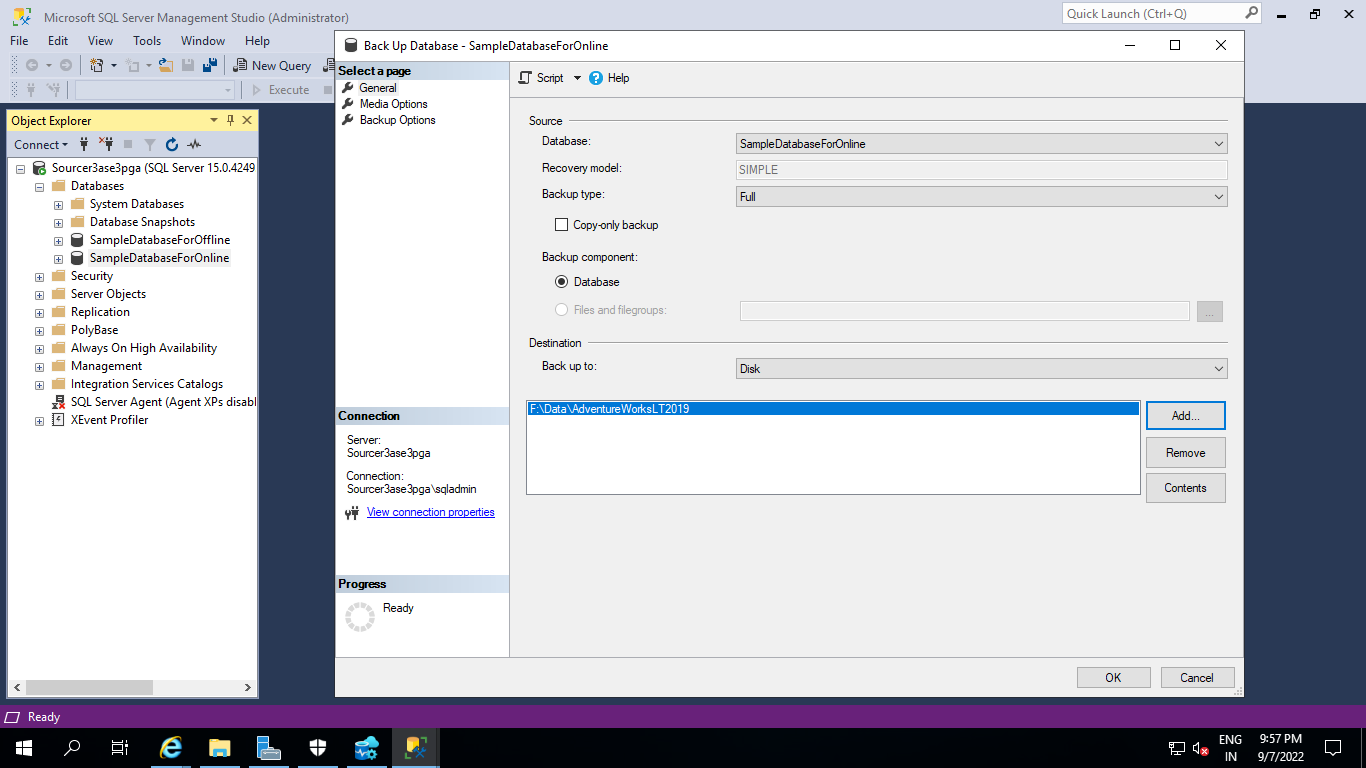 Microsoft SQL Server Management Studio (Administrator)
Quick Launch (Ctrl+Q)
File Edit View Tools Window Help
New Query
Execute
Object Explorer
Connect
Sourcer3ase3pga (SQL Server 15.0.4249
Databases
System Databases
Database Snapshots
SampleDatabaseForOffline
SampleDatabaseForOnline
Security
Server Objects
Replication
PolyBase
Always On High Availability
Management
Integration Services Catalogs
SQL Server Agent (Agent XPs disabl
XEvent Profiler
Back Up Database - SampleDatabaseForOnline
Select a page
General
Media Options
Backup Options
Connection
Server:
Sourcer3ase3pga
Connection:
Sourcer3ase3pga\sqladmin
View connection properties
Progress
Ready
Script Help
Source
Database: SampleDatabaseForOnline
Recovery model: SIMPLE
Backup type: Full
Copy-only backup
Backup component:
Database
Files and filegroups: ...
Destination
Back up to: Disk
F:\Data\AdventureWorksLT2019
Add...
Remove
Contents
OK Cancel
Ready
ENG
IN
9:57 PM
9/7/2022